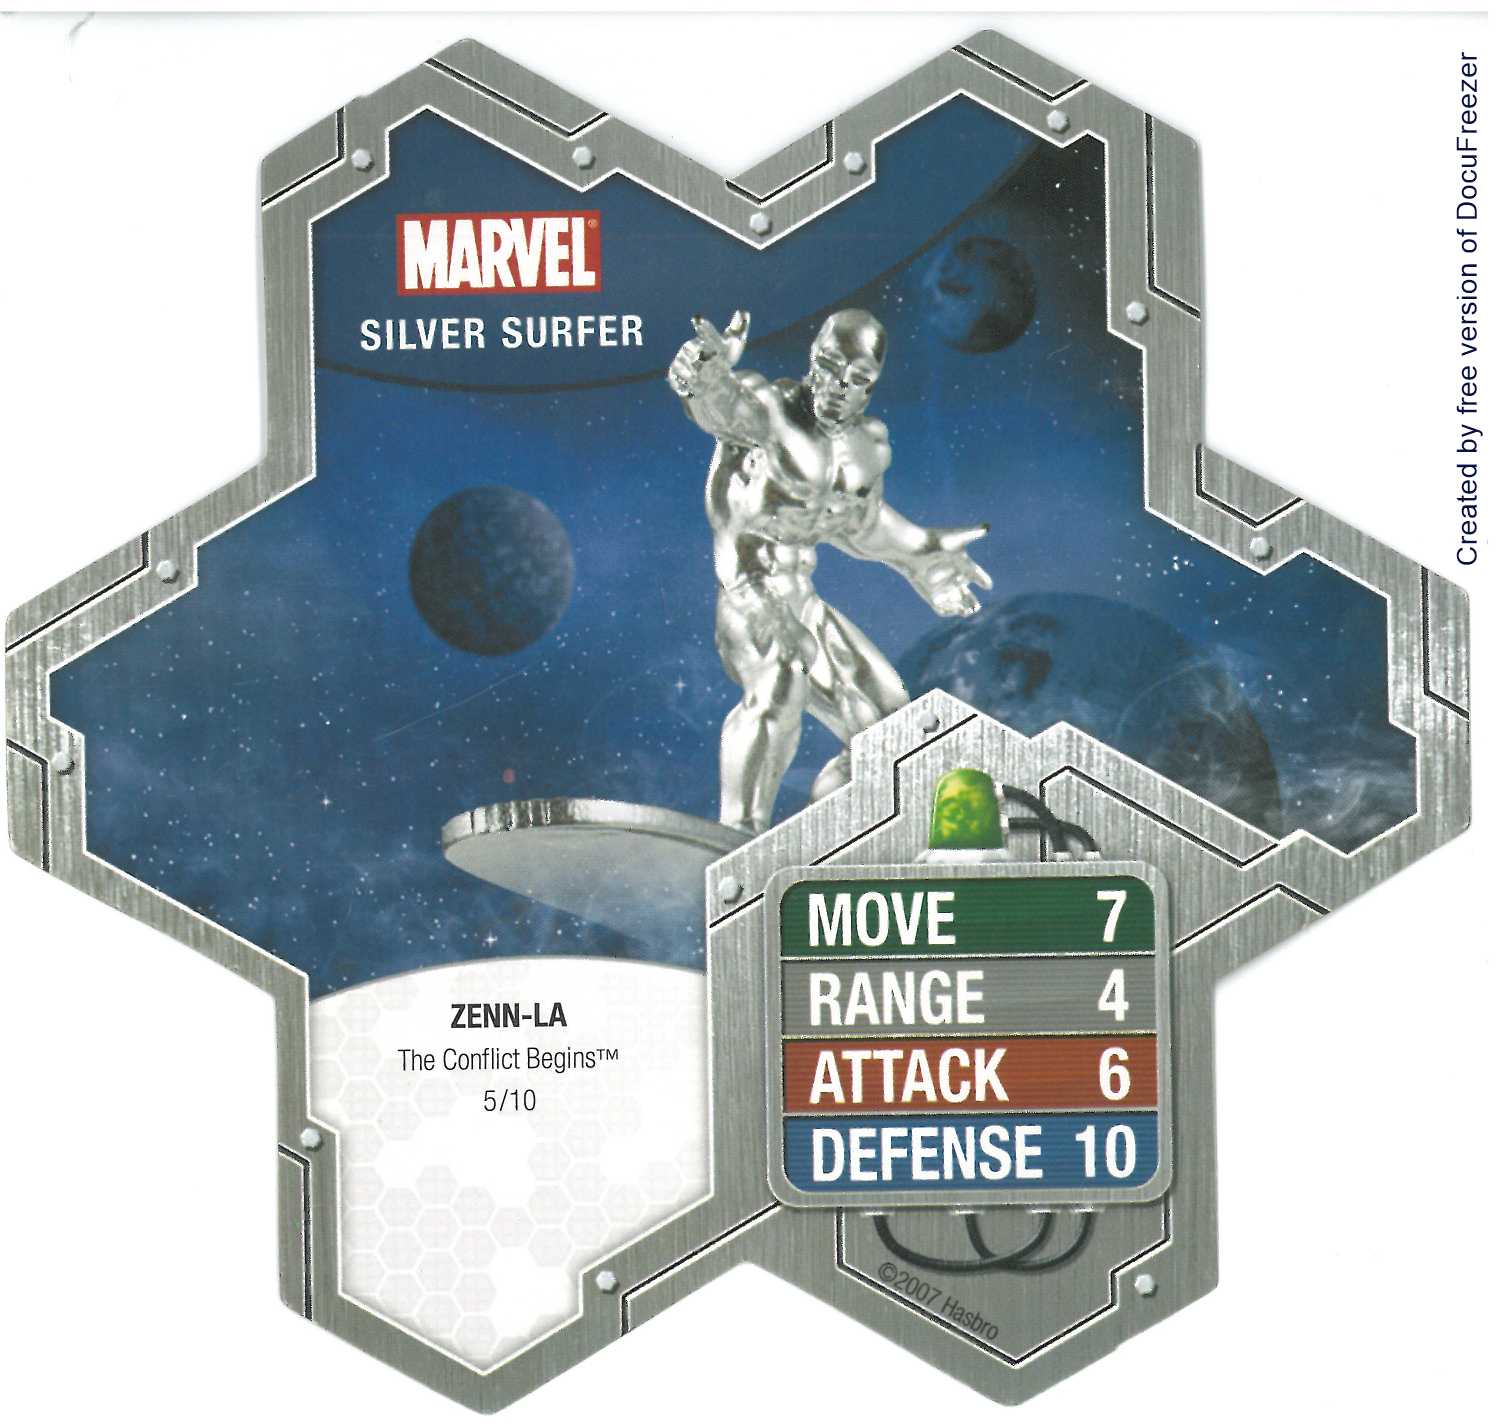 MARVEL®
SILVER SURFER
ZENN-LA
The Conflict Begins™
5/10
MOVE 7
RANGE 4
ATTACK 6
DEFENSE 10
©2007 Hasbro
Created by free version of DocuFreezer